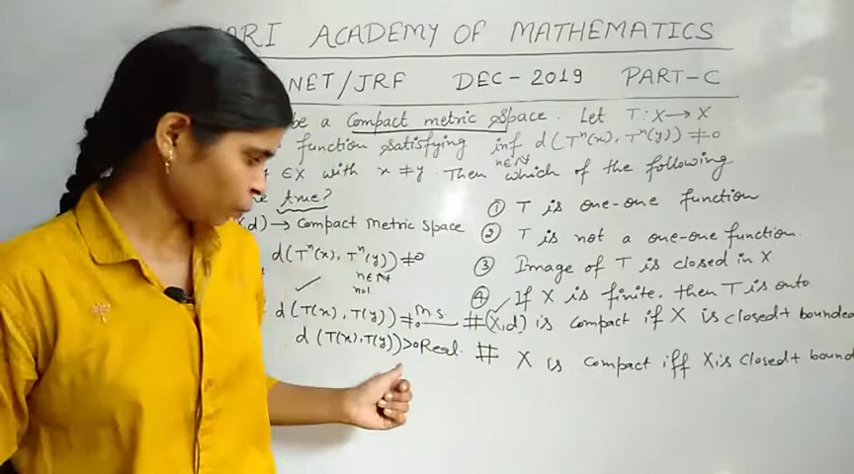 ARI ACADEMY OF MATHEMATICS
NET/JRF DEC-2019 PART-C
be a Compact metric Space. Let T: X→X
function satisfying inf d(Tⁿ(x), Tⁿ(y)) ≠0
n∈N
∈X with x≠y. Then which of the following
true?
① T is one-one function
,d) → Compact Metric Space
② T is not a one-one function.
d(Tⁿ(x), Tⁿ(y)) ≠0
n∈N
n≥1
③ Image of T is closed in X.
④ If X is finite, then T is onto
d(T(x), T(y)) ≠0 m s.
# (X,d) is compact if X is closed + bounded
d(T(x), T(y))>0 Real.
# X is compact iff X is closed + bound